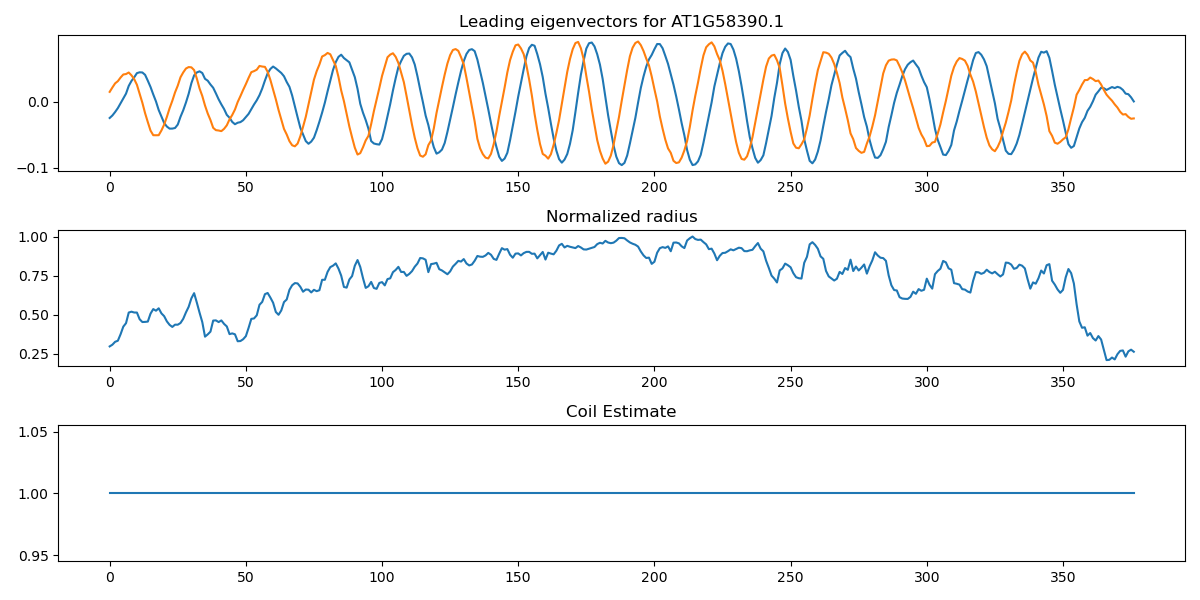 Leading eigenvectors for AT1G58390.1
0.0
−0.1
0 50 100 150 200 250 300 350
Normalized radius
1.00
0.75
0.50
0.25
0 50 100 150 200 250 300 350
Coil Estimate
1.05
1.00
0.95
0 50 100 150 200 250 300 350